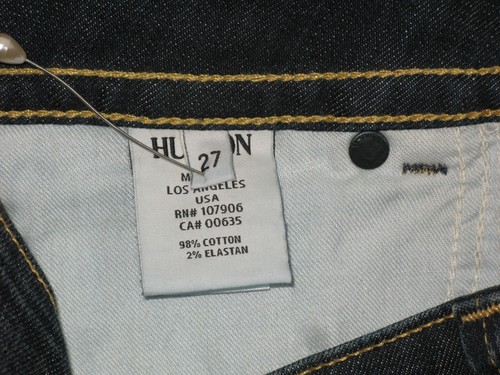 27
LOS ANGELES
USA
RN# 107906
CA# 00635
98% COTTON
2% ELASTAN